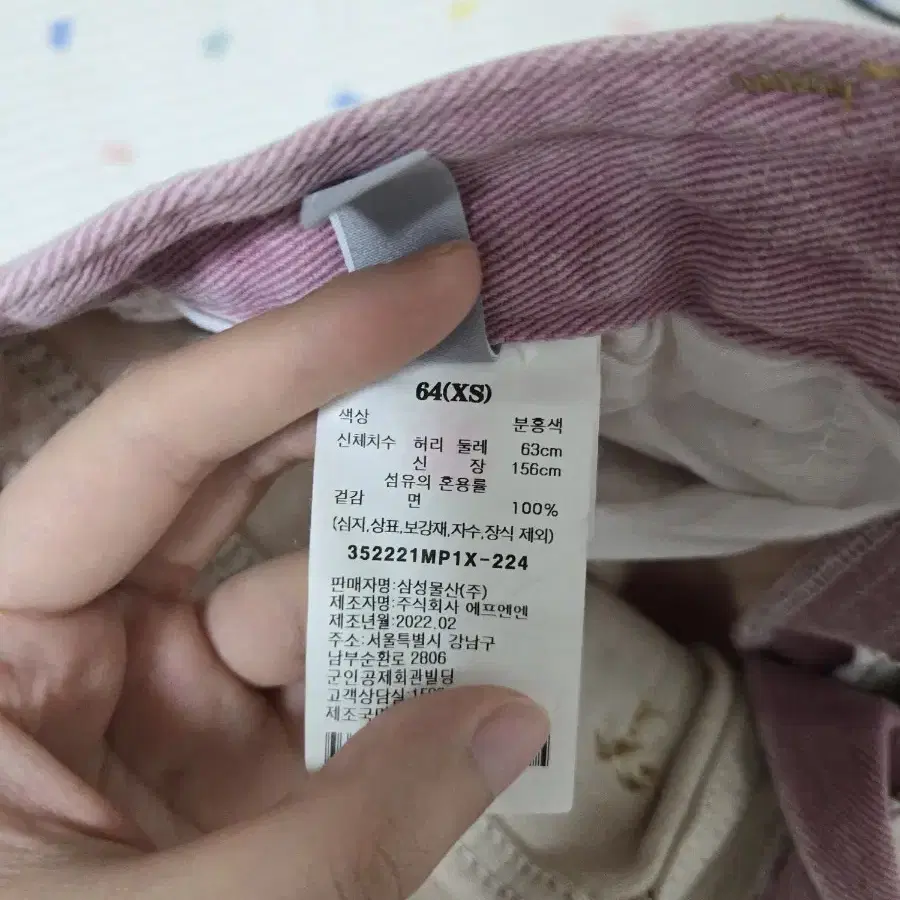 64(XS)
색상 분홍색
신체치수 허리 둘레 63cm
신 장 156cm
섬유의 혼용률
겉감 면 100%
(심지,상표,보강재,자수,장식 제외)
352221MP1X-224
판매자명:삼성물산(주)
제조자명:주식회사 에프엔엔
제조년월:2022.02
주소:서울특별시 강남구
남부순환로 2806
군인공제회관빌딩
고객상담실:
제조국